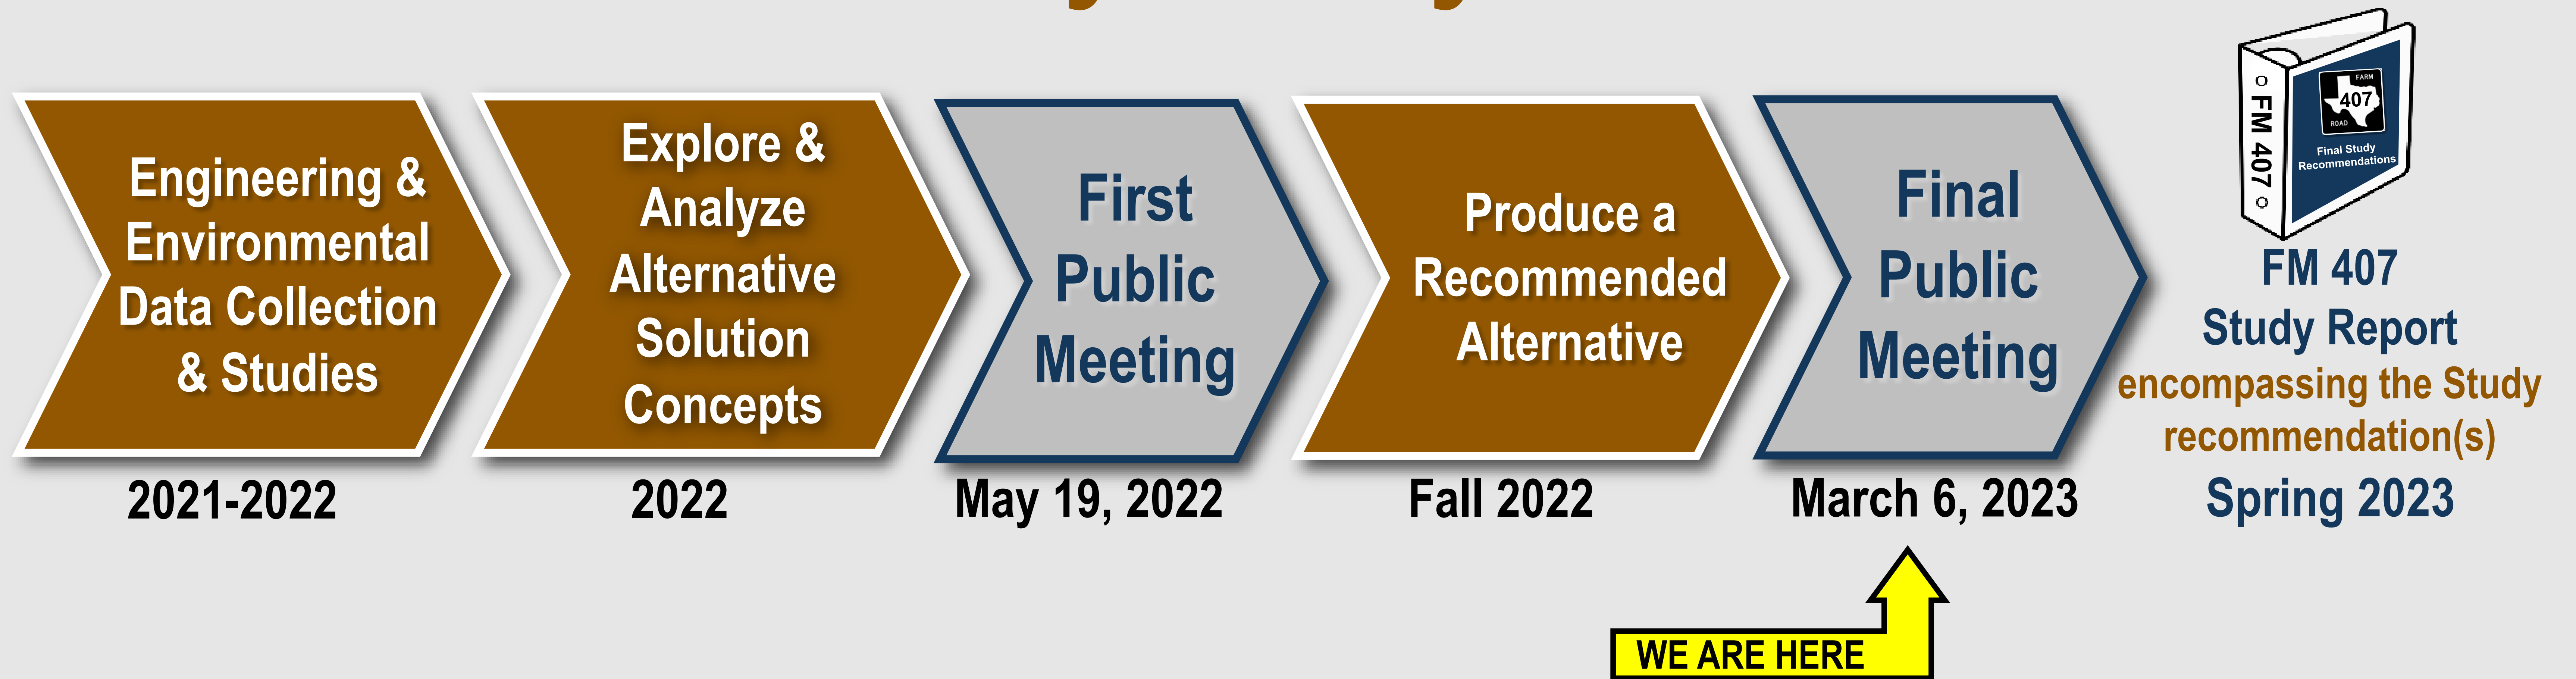 Engineering &
Environmental
Data Collection
& Studies
2021-2022
Explore &
Analyze
Alternative
Solution
Concepts
2022
First
Public
Meeting
May 19, 2022
Produce a
Recommended
Alternative
Fall 2022
Final
Public
Meeting
March 6, 2023
WE ARE HERE
FM 407
FARM
407
ROAD
Final Study
Recommendations
FM 407
Study Report
encompassing the Study
recommendation(s)
Spring 2023